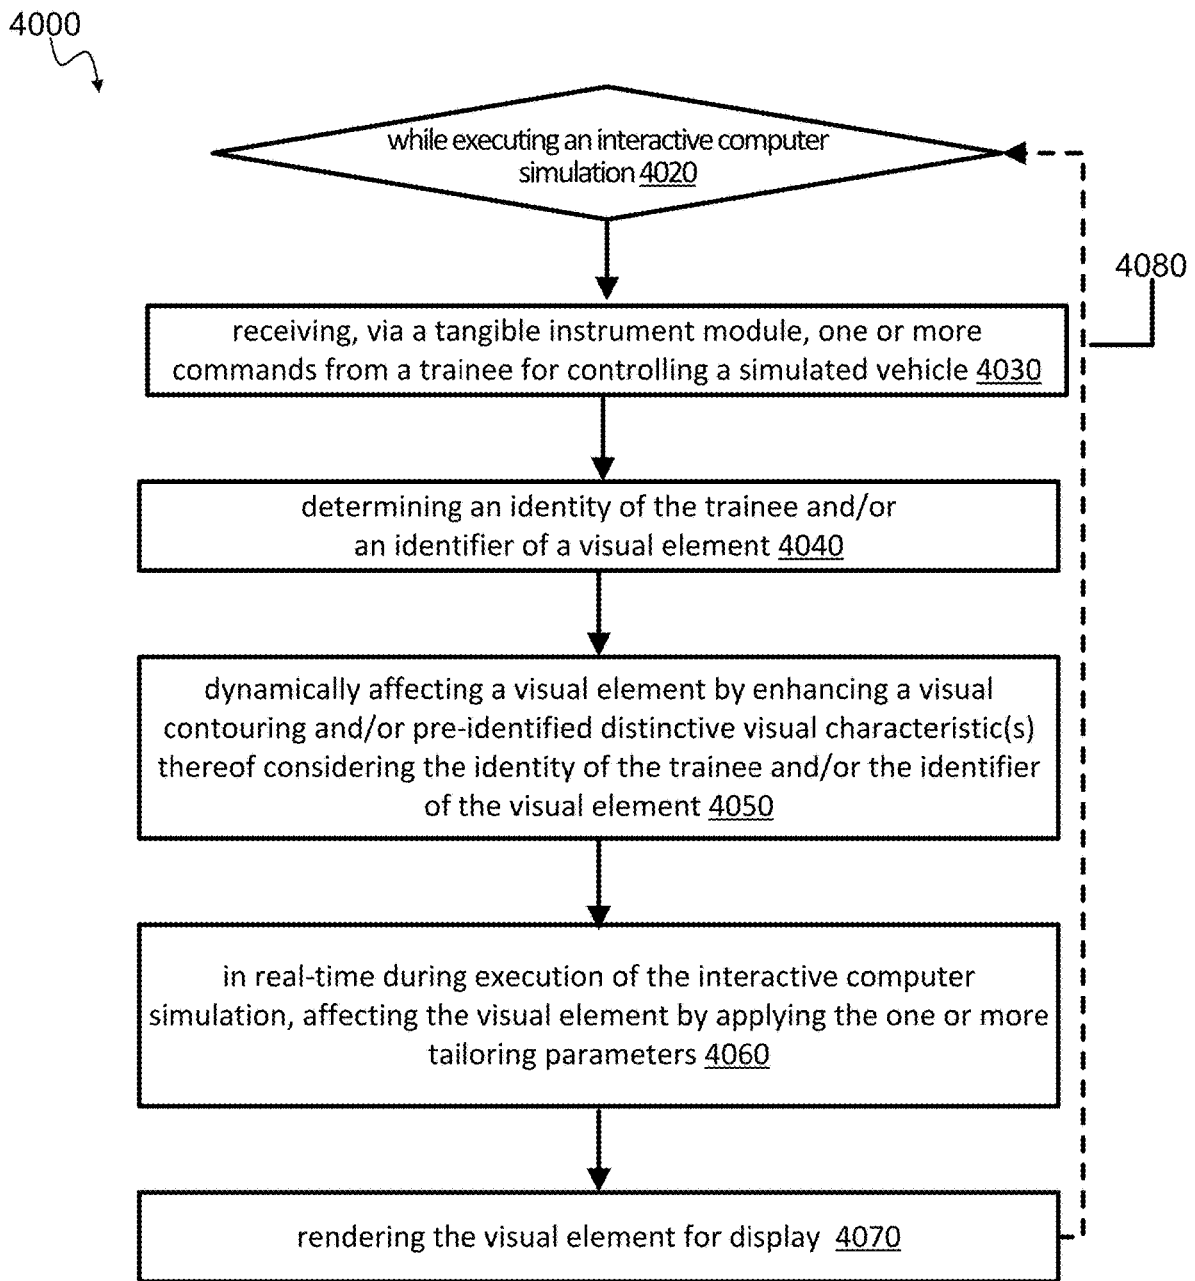 4000
while executing an interactive computer
simulation 4020
4080
receiving, via a tangible instrument module, one or more
commands from a trainee for controlling a simulated vehicle 4030
determining an identity of the trainee and/or
an identifier of a visual element 4040
dynamically affecting a visual element by enhancing a visual
contouring and/or pre-identified distinctive visual characteristic(s)
thereof considering the identity of the trainee and/or the identifier
of the visual element 4050
in real-time during execution of the interactive computer
simulation, affecting the visual element by applying the one or more
tailoring parameters 4060
rendering the visual element for display 4070